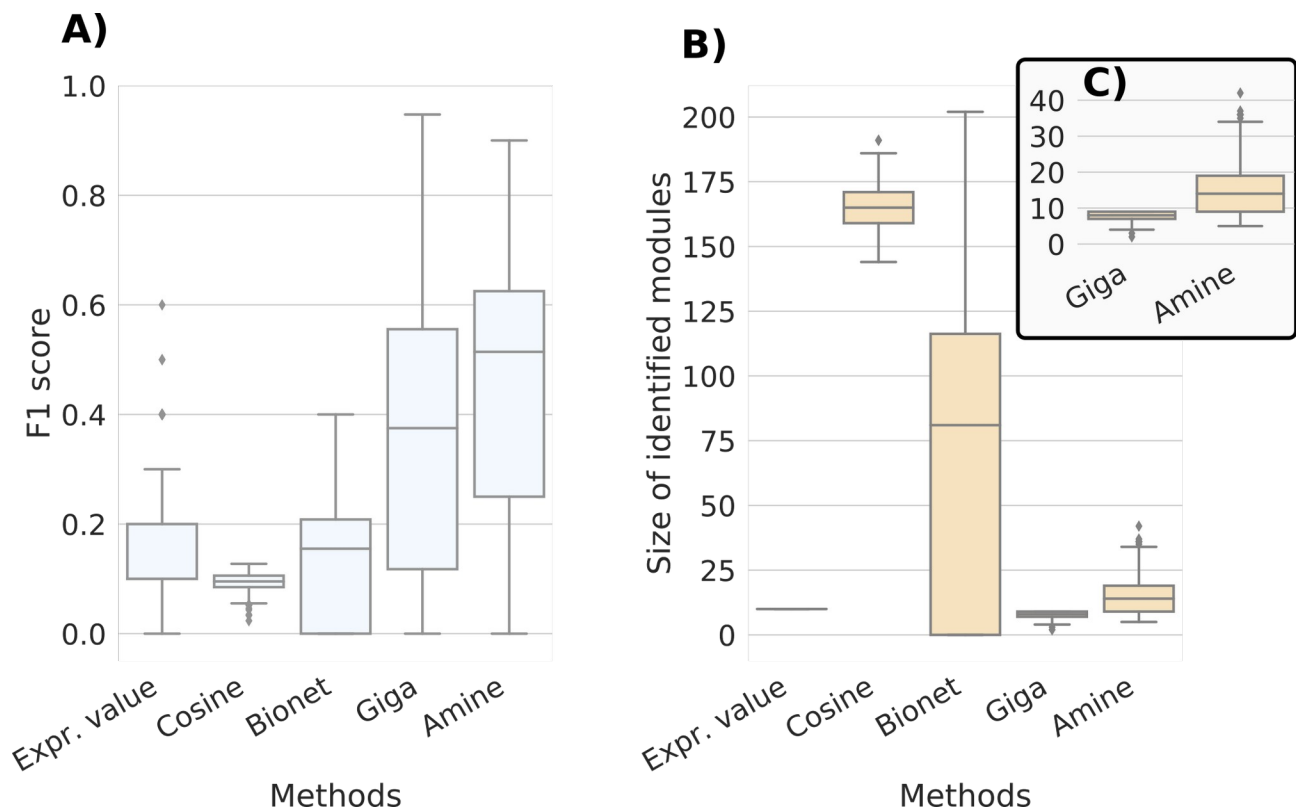 A)
1.0
0.8
0.6
0.4
0.2
0.0
F1 score
Expr. value
Cosine
Bionet
Giga
Amine
Methods
B)
200
175
150
125
100
75
50
25
0
Size of identified modules
Expr. value
Cosine
Bionet
Giga
Amine
Methods
C)
40
30
20
10
0
Giga
Amine